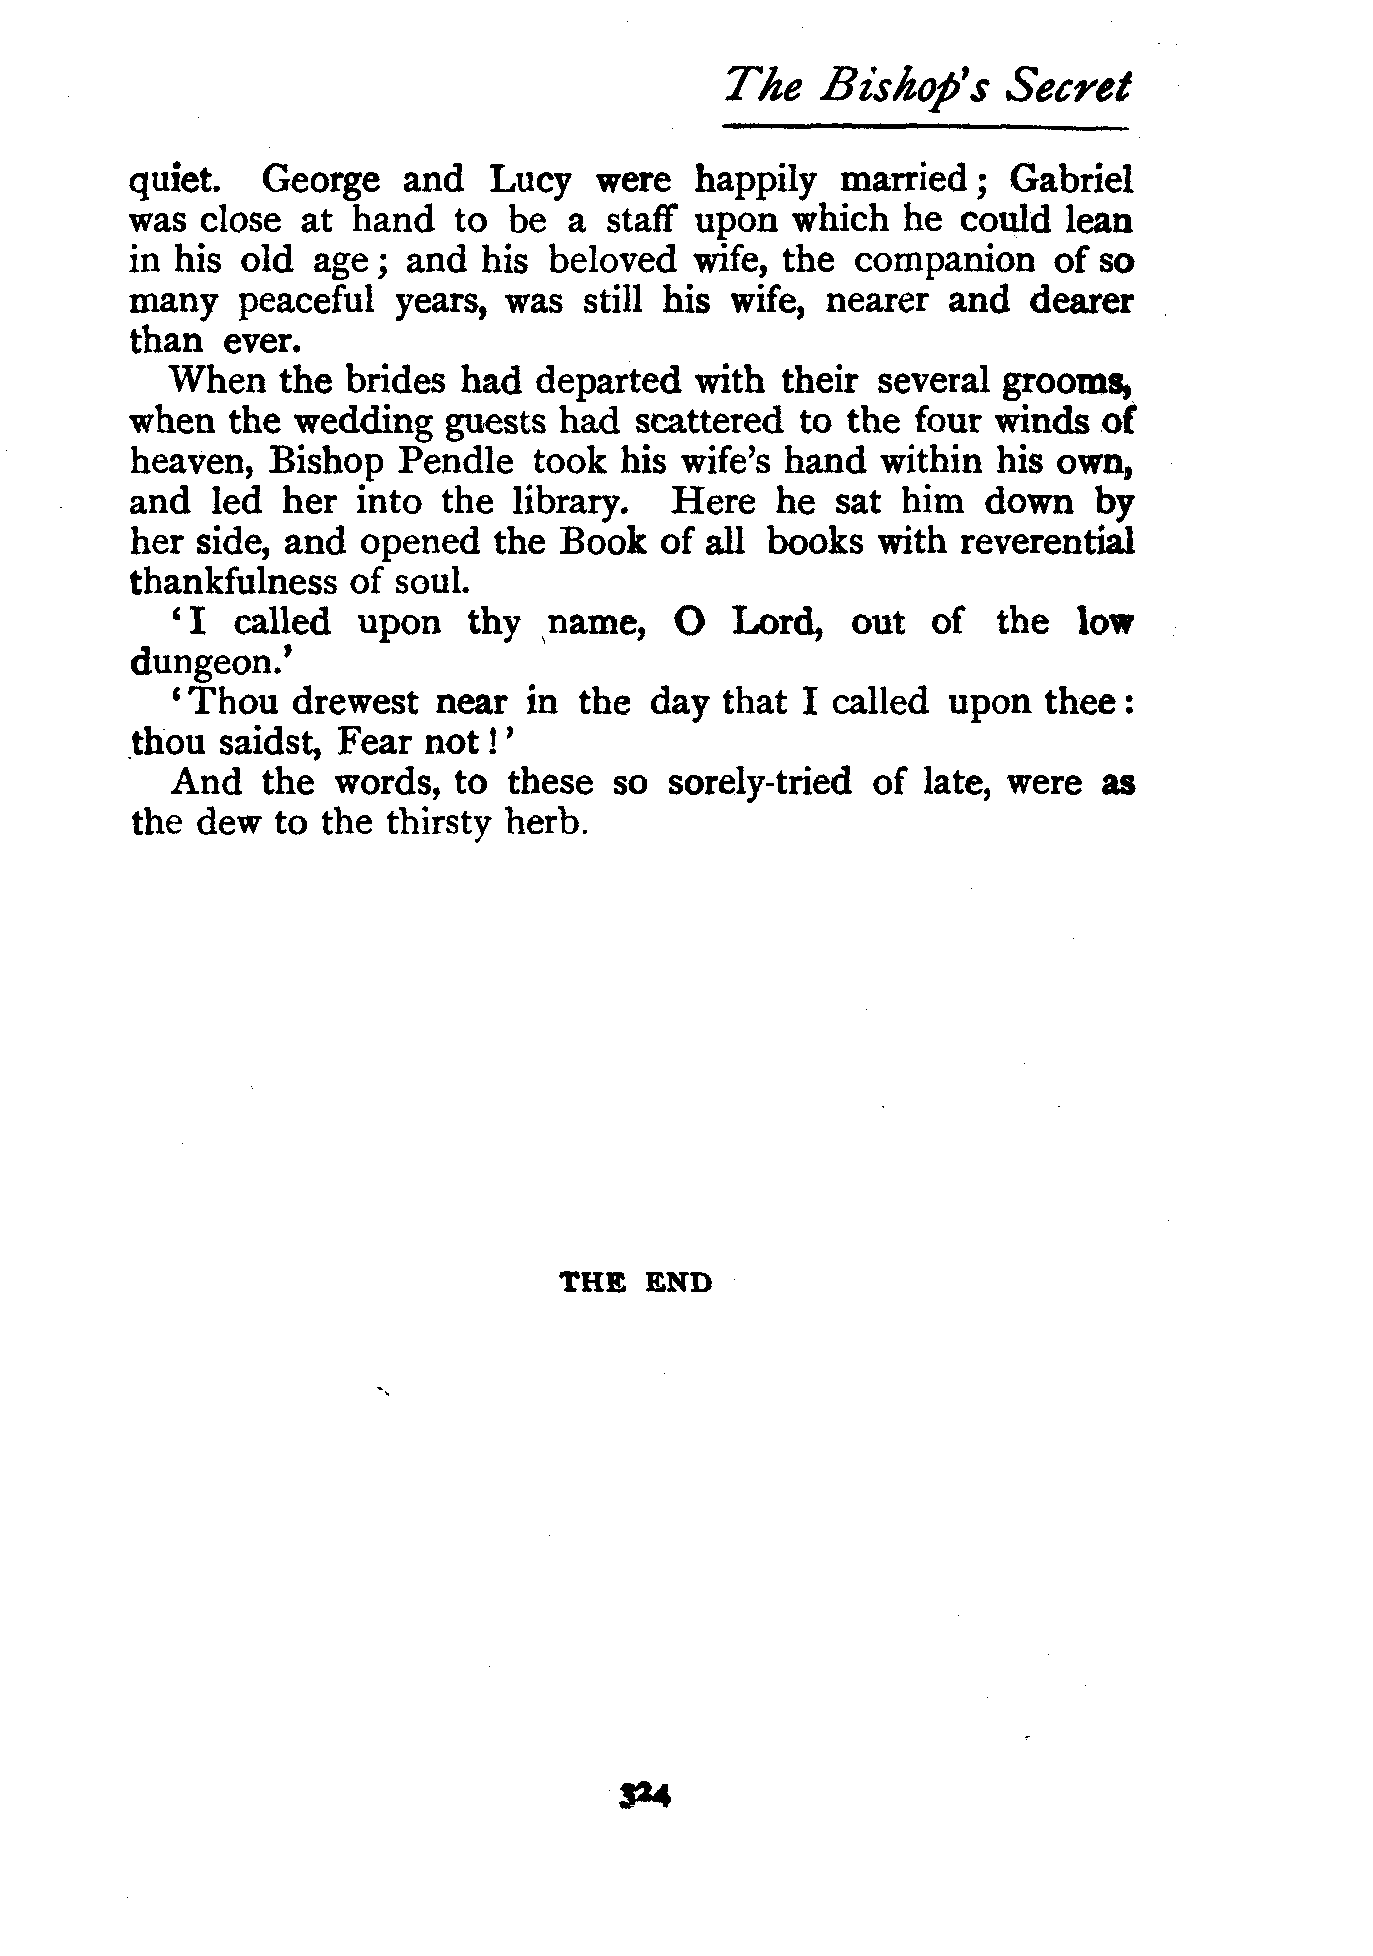 The Bishop's Secret
quiet. George and Lucy were happily married; Gabriel
was close at hand to be a staff upon which he could lean
in his old age; and his beloved wife, the companion of so
many peaceful years, was still his wife, nearer and dearer
than ever.
When the brides had departed with their several grooms,
when the wedding guests had scattered to the four winds of
heaven, Bishop Pendle took his wife's hand within his own,
and led her into the library. Here he sat him down by
her side, and opened the Book of all books with reverential
thankfulness of soul.
'I called upon thy name, O Lord, out of the low
dungeon.'
'Thou drewest near in the day that I called upon thee:
thou saidst, Fear not!'
And the words, to these so sorely-tried of late, were as
the dew to the thirsty herb.
THE END
324